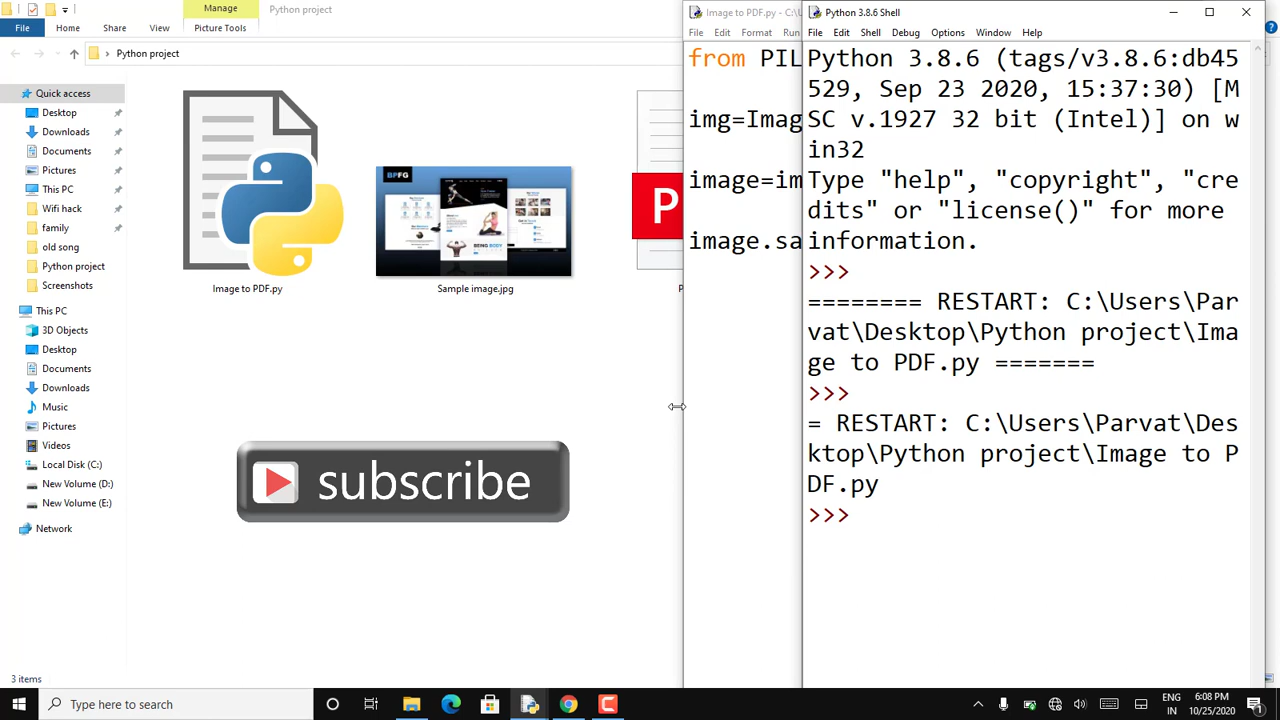 Manage
Python project
File
Home
Share
View
Picture Tools
Python project
Quick access
Desktop
Downloads
Documents
Pictures
This PC
Wifi hack
family
old song
Python project
Screenshots
This PC
3D Objects
Desktop
Documents
Downloads
Music
Pictures
Videos
Local Disk (C:)
New Volume (D:)
New Volume (E:)
Network
BPFG
BEING BODY
Image to PDF.py
Sample image.jpg
P
P
subscribe
3 items
Image to PDF.py - C:\U
File Edit Format Run
from PIL
img=Imag
image=im
image.sa
Python 3.8.6 Shell
File Edit Shell Debug Options Window Help
Python 3.8.6 (tags/v3.8.6:db45
529, Sep 23 2020, 15:37:30) [M
SC v.1927 32 bit (Intel)] on w
in32
Type "help", "copyright", "cre
dits" or "license()" for more
information.
>>>
======== RESTART: C:\Users\Par
vat\Desktop\Python project\Ima
ge to PDF.py =======
>>>
= RESTART: C:\Users\Parvat\Des
ktop\Python project\Image to P
DF.py
>>>
Type here to search
ENG
IN
6:08 PM
10/25/2020